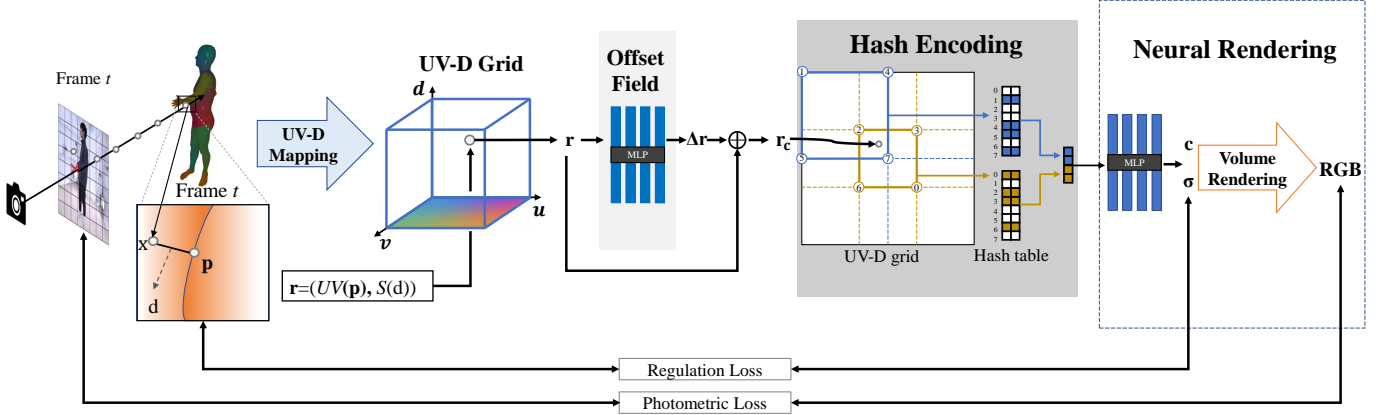 Frame t
Frame t
x
p
d
UV-D
Mapping
UV-D Grid
d
u
v
r=(UV(p), S(d))
r
Offset
Field
MLP
Δr
⊕
r_c
Hash Encoding
1
4
2
3
5
7
6
0
UV-D grid
0
1
2
3
4
5
6
7
0
1
2
3
4
5
6
7
Hash table
Neural Rendering
MLP
c
σ
Volume
Rendering
RGB
Regulation Loss
Photometric Loss